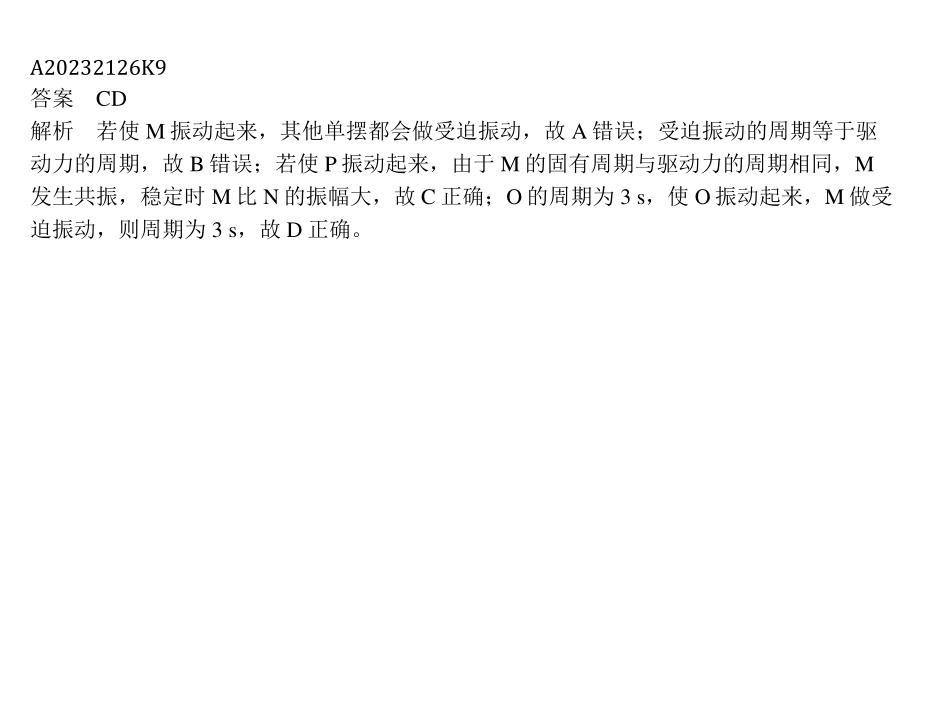 A20232126K9
答案　CD
解析　若使 M 振动起来，其他单摆都会做受迫振动，故 A 错误；受迫振动的周期等于驱
动力的周期，故 B 错误；若使 P 振动起来，由于 M 的固有周期与驱动力的周期相同，M
发生共振，稳定时 M 比 N 的振幅大，故 C 正确；O 的周期为 3 s，使 O 振动起来，M 做受
迫振动，则周期为 3 s，故 D 正确。